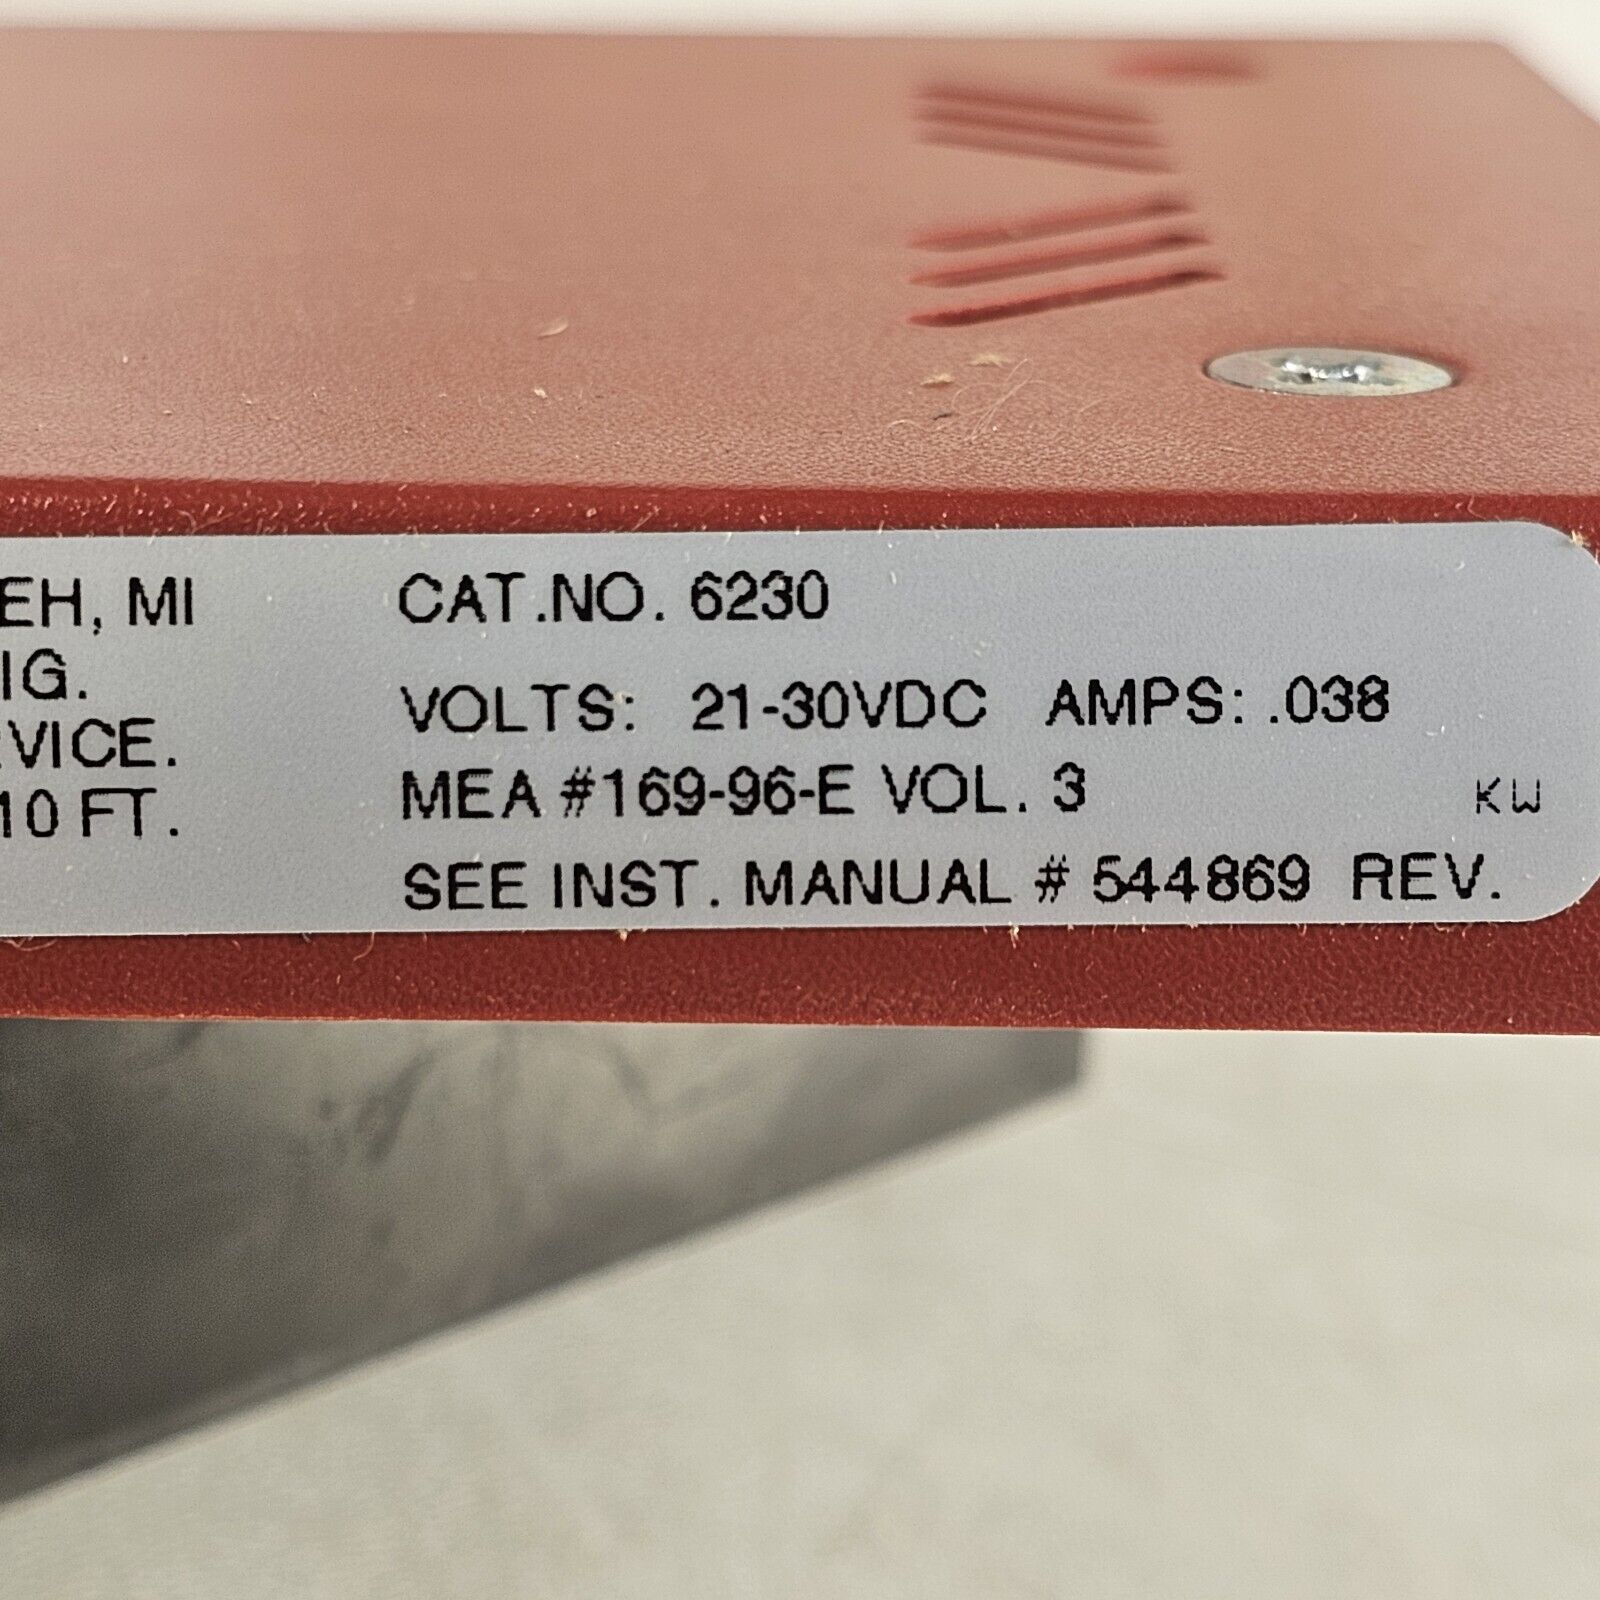 EH, MI
IG.
VICE.
10 FT.
CAT.NO. 6230
VOLTS: 21-30VDC AMPS: .038
MEA #169-96-E VOL. 3
KW
SEE INST. MANUAL # 544869 REV.